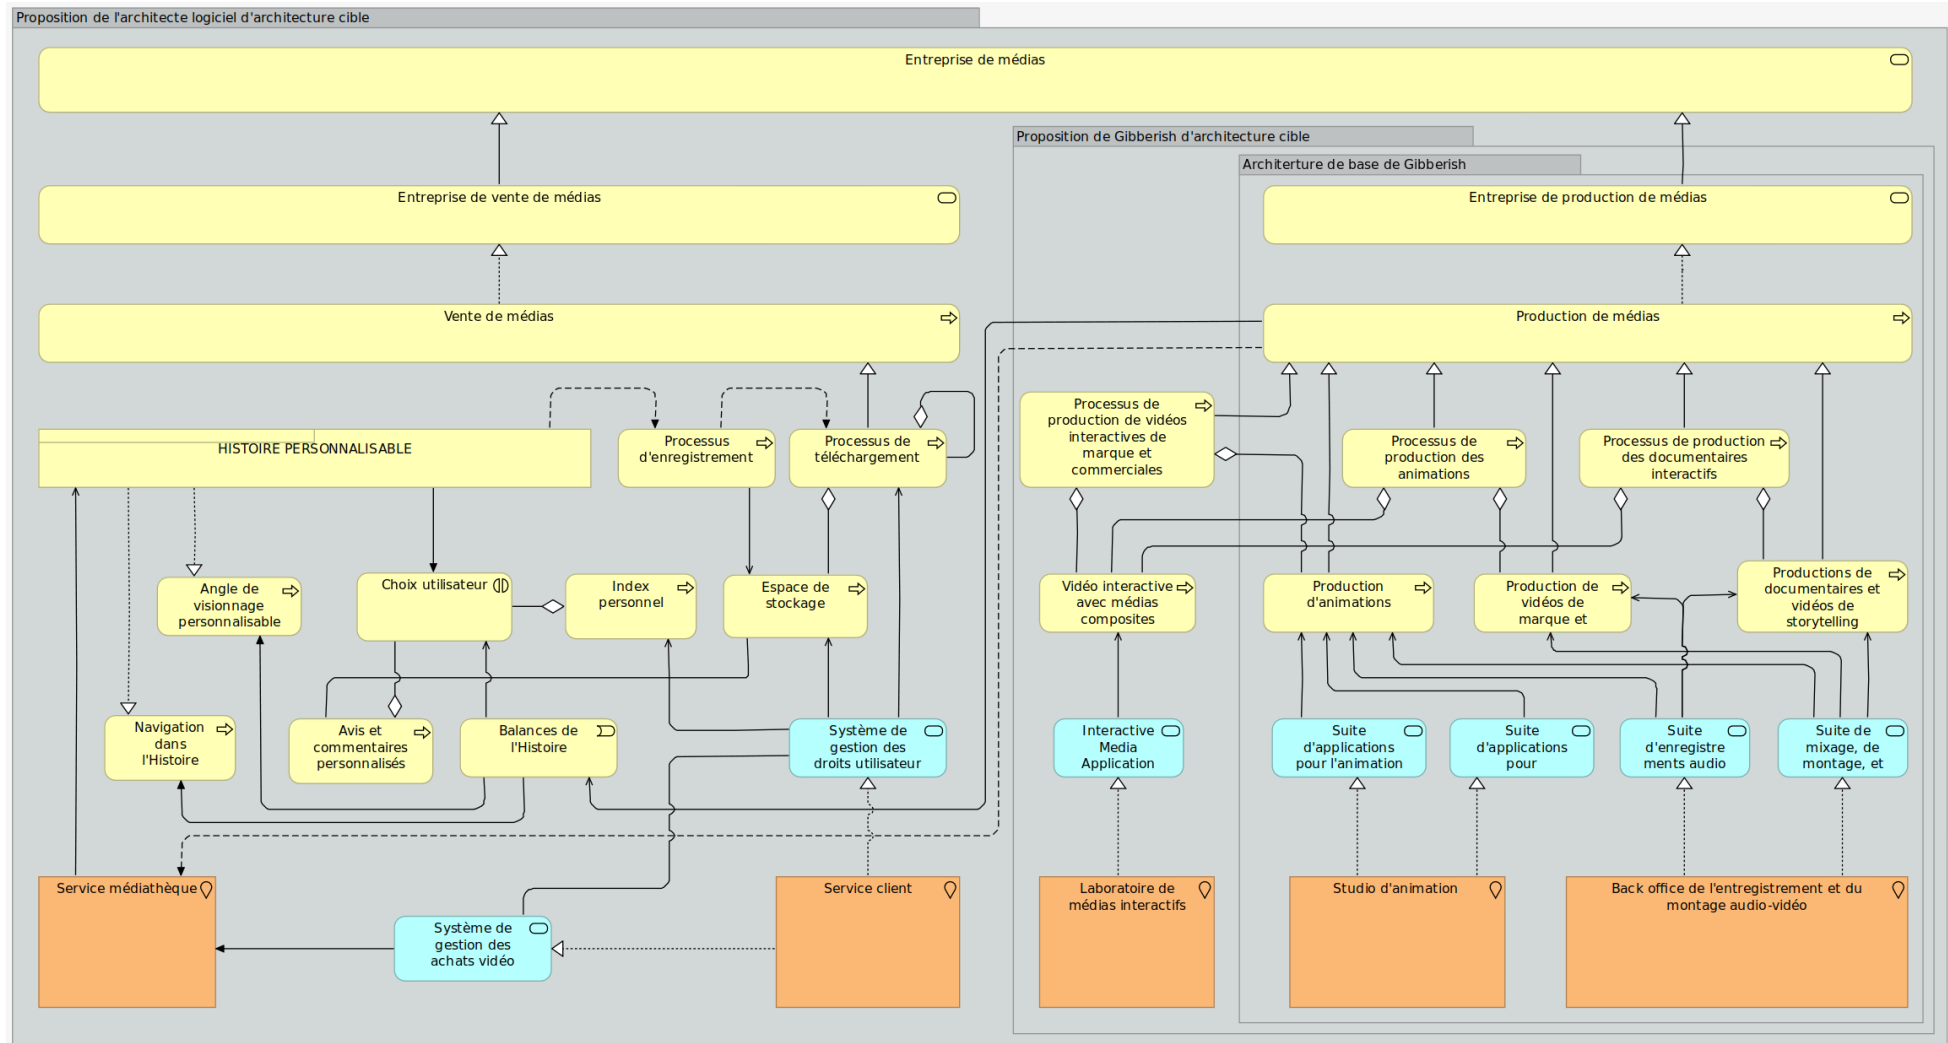 Proposition de l'architecte logiciel d'architecture cible
Entreprise de médias
Proposition de Gibberish d'architecture cible
Architerture de base de Gibberish
Entreprise de vente de médias
Entreprise de production de médias
Vente de médias
Production de médias
HISTOIRE PERSONNALISABLE
Processus
d'enregistrement
Processus de
téléchargement
Processus de
production de vidéos
interactives de
marque et
commerciales
Processus de
production des
animations
Processus de production
des documentaires
interactifs
Angle de
visionnage
personnalisable
Choix utilisateur
Index
personnel
Espace de
stockage
Vidéo interactive
avec médias
composites
Production
d'animations
Production de
vidéos de
marque et
Productions de
documentaires et
vidéos de
storytelling
Navigation
dans
l'Histoire
Avis et
commentaires
personnalisés
Balances de
l'Histoire
Système de
gestion des
droits utilisateur
Interactive
Media
Application
Suite
d'applications
pour l'animation
Suite
d'applications
pour
Suite
d'enregistre
ments audio
Suite de
mixage, de
montage, et
Service médiathèque
Système de
gestion des
achats vidéo
Service client
Laboratoire de
médias interactifs
Studio d'animation
Back office de l'entregistrement et du
montage audio-vidéo